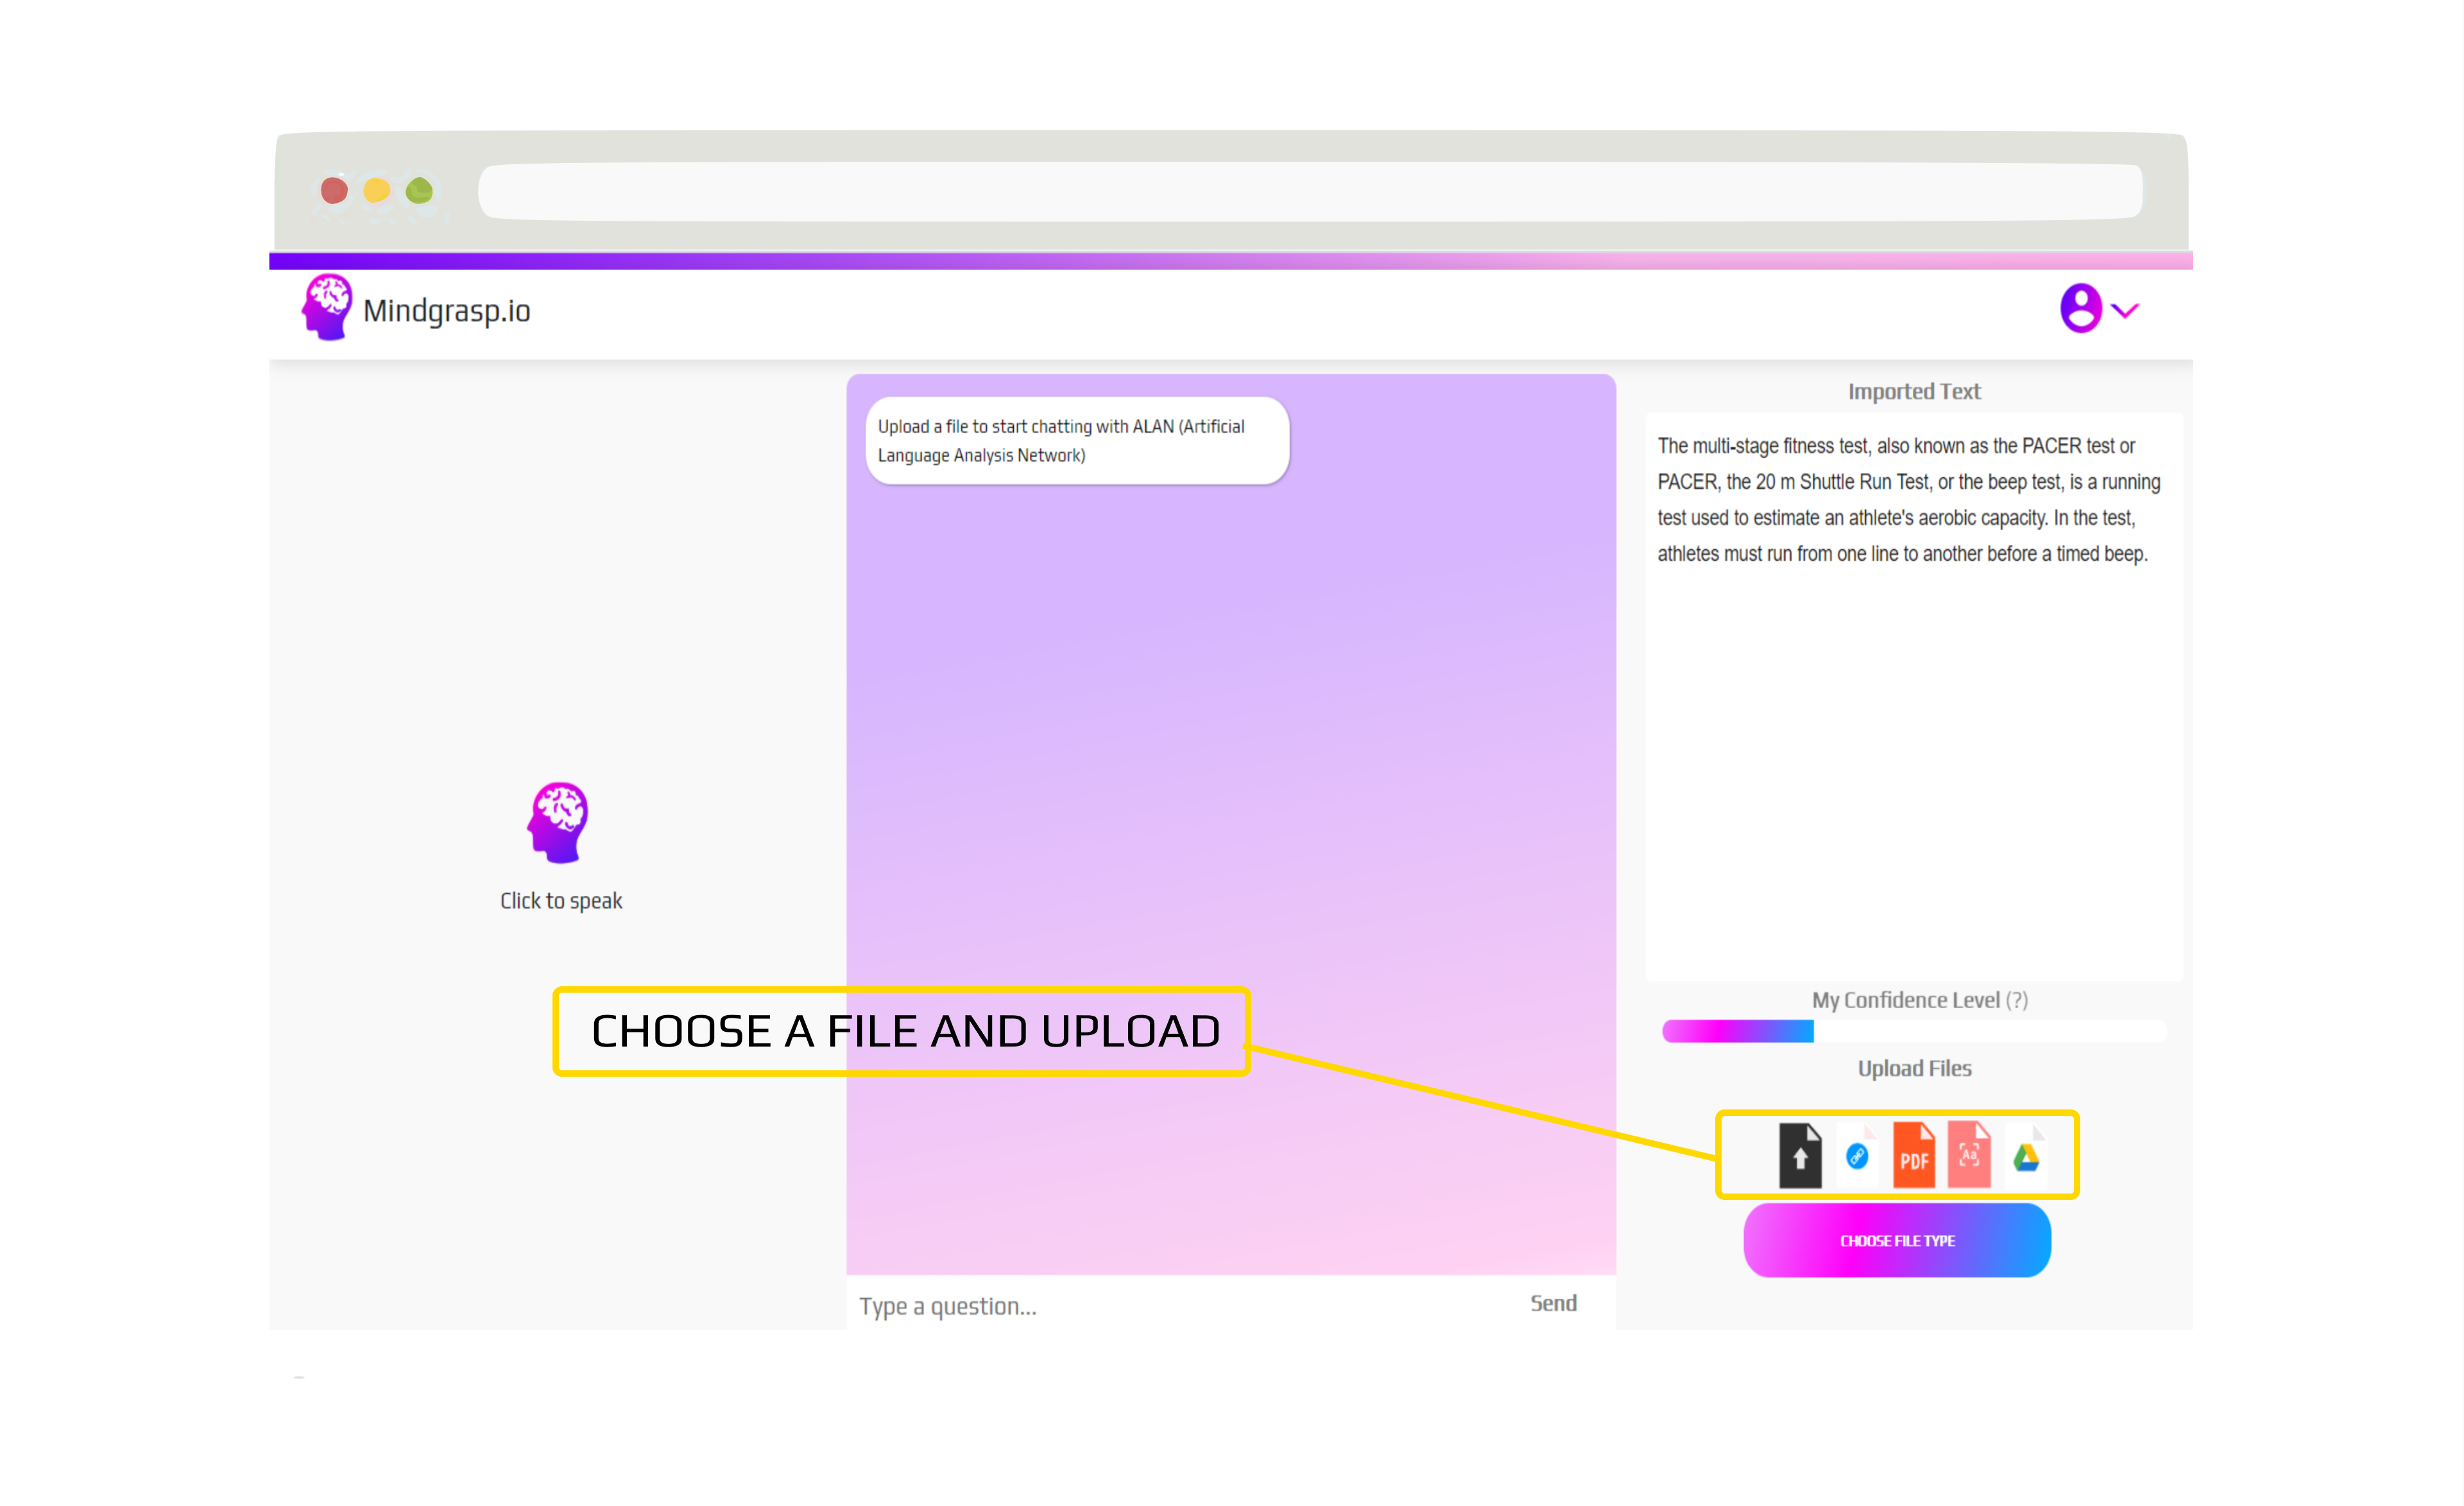 Mindgrasp.io
Upload a file to start chatting with ALAN (Artificial
Language Analysis Network)
Click to speak
CHOOSE A FILE AND UPLOAD
Type a question...
Send
Imported Text
The multi-stage fitness test, also known as the PACER test or
PACER, the 20 m Shuttle Run Test, or the beep test, is a running
test used to estimate an athlete's aerobic capacity. In the test,
athletes must run from one line to another before a timed beep.
My Confidence Level (?)
Upload Files
PDF
Aa
CHOOSE FILE TYPE